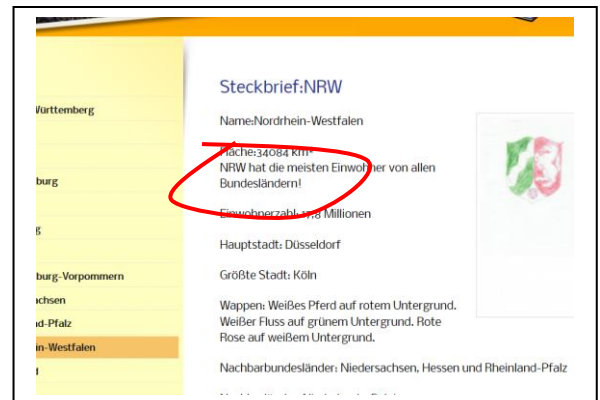 Steckbrief:NRW
Württemberg
Name:Nordrhein-Westfalen
Fläche:34084 km²
NRW hat die meisten Einwohner von allen
burg
Bundesländern!
Einwohnerzahl: 17,8 Millionen
g
Hauptstadt: Düsseldorf
burg-Vorpommern
Größte Stadt: Köln
achsen
Wappen: Weißes Pferd auf rotem Untergrund.
nd-Pfalz
Weißer Fluss auf grünem Untergrund. Rote
Rose auf weißem Untergrund.
in-Westfalen
Nachbarbundesländer: Niedersachsen, Hessen und Rheinland-Pfalz